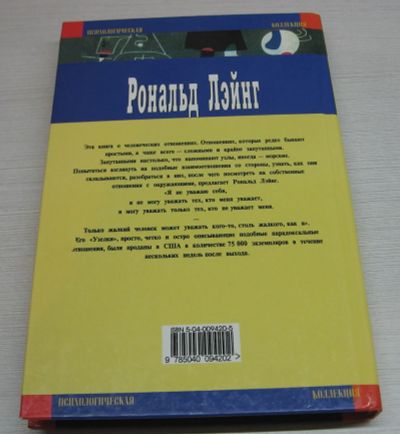 ПСИХОЛОГИЧЕСКАЯ КОЛЛЕКЦИЯ
Рональд Лэйнг
Эта книга о человеческих отношениях. Отношениях, которые редко бывают
простыми, а чаще всего — сложными и крайне запутанными.
Запутанными настолько, что напоминают узлы, иногда — морские.
Попытаться взглянуть на подобные взаимоотношения со стороны, узнать, как они
складываются, разобраться в них, после чего посмотреть на собственные
отношения с окружающими, предлагает Рональд Лэйнг.
«Я не уважаю себя,
я не могу уважать тех, кто меня уважает,
я могу уважать только тех, кто не уважает меня.
...
Только жалкий человек может уважать кого-то, столь жалкого, как я».
Его «Узелки», просто, четко и остро описывающие подобные парадоксальные
отношения, были проданы в США в количестве 75 000 экземпляров в течение
нескольких недель после выхода.
ISBN 5-04-009420-5
9 785040 094202 >
ПСИХОЛОГИЧЕСКАЯ КОЛЛЕКЦИЯ